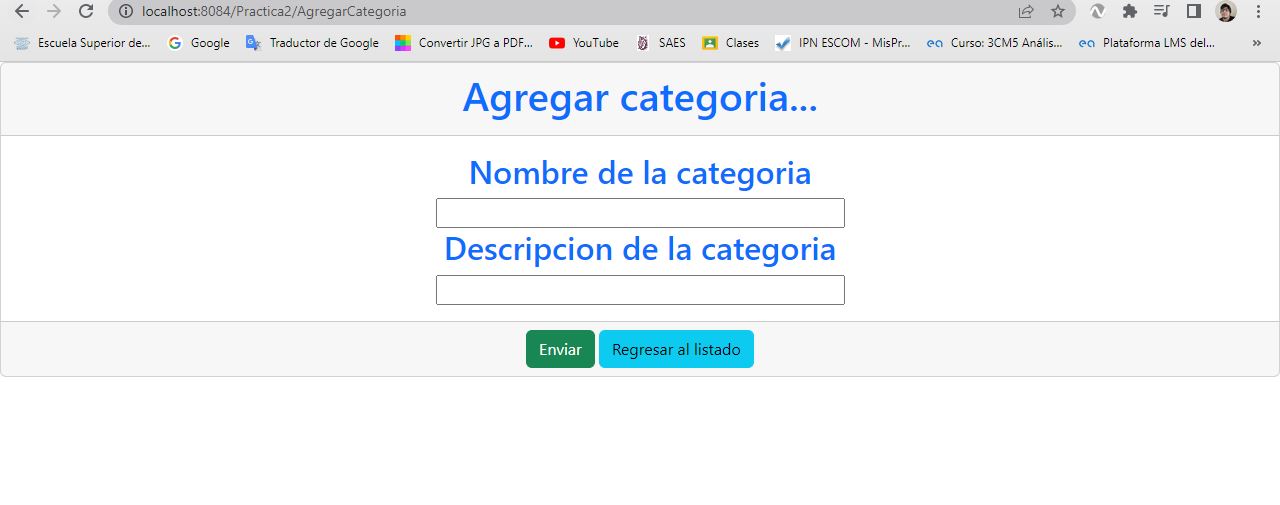 localhost:8084/Practica2/AgregarCategoria
Escuela Superior de... Google Traductor de Google Convertir JPG a PDF... YouTube SAES Clases IPN ESCOM - MisPr... Curso: 3CM5 Anális... Plataforma LMS del... »
Agregar categoria...
Nombre de la categoria
Descripcion de la categoria
Enviar Regresar al listado